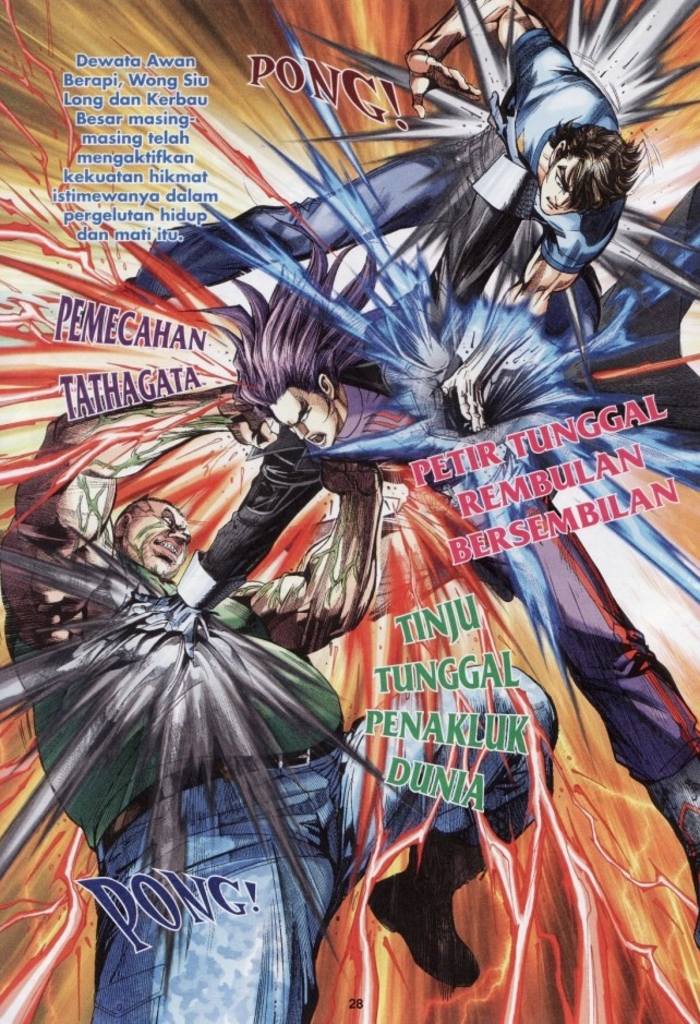 Dewata Awan
Berapi, Wong Siu
Long dan Kerbau
Besar masing-
masing telah
mengaktifkan
kekuatan hikmat
istimewanya dalam
pergelutan hidup
dan mati itu.
PONG!
PEMECAHAN
TATHAGATA
PETIR TUNGGAL
REMBULAN
BERSEMBILAN
TINJU
TUNGGAL
PENAKLUK
DUNIA
PONG!
28